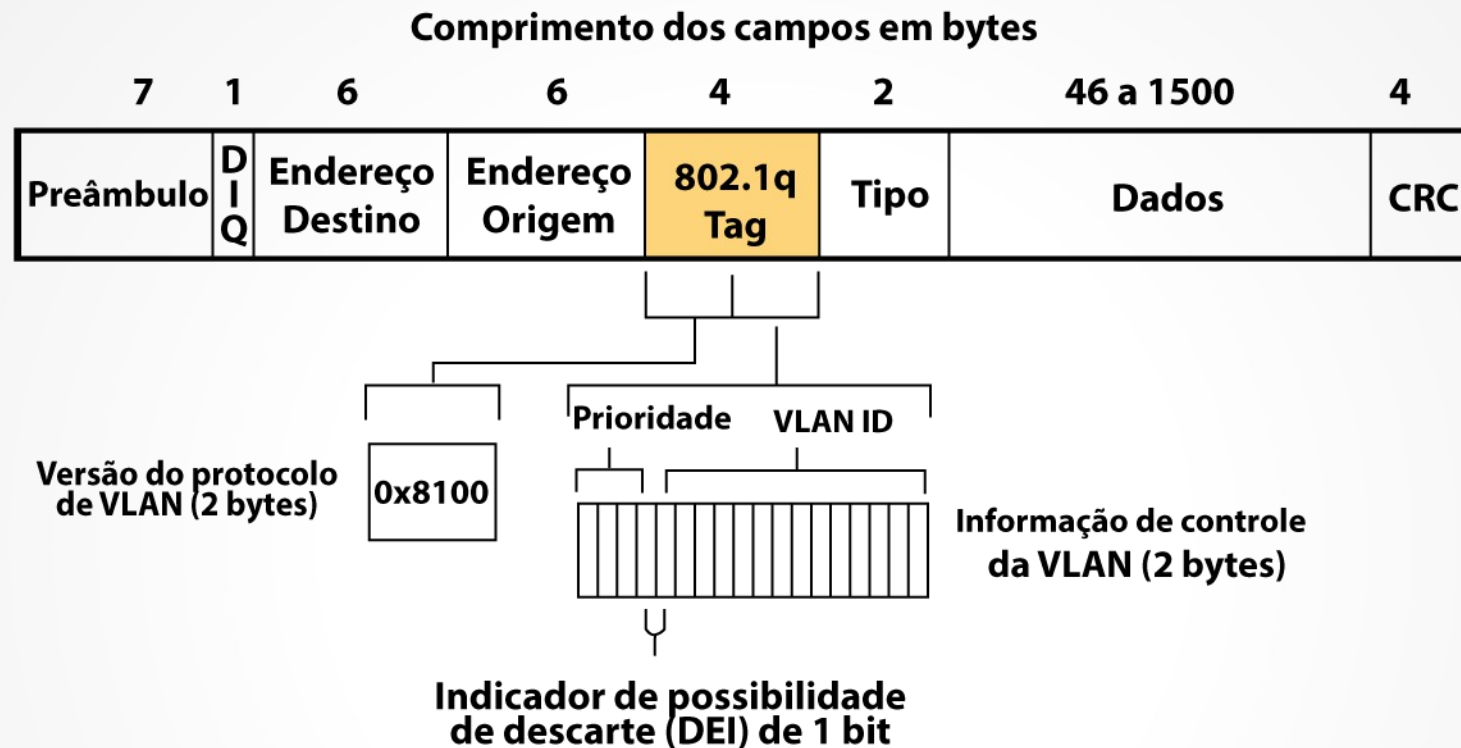 Comprimento dos campos em bytes
7 1 6 6 4 2 46 a 1500 4
Preâmbulo
D
I
Q
Endereço
Destino
Endereço
Origem
802.1q
Tag
Tipo
Dados
CRC
Prioridade
VLAN ID
Versão do protocolo
de VLAN (2 bytes)
0x8100
Informação de controle
da VLAN (2 bytes)
Indicador de possibilidade
de descarte (DEI) de 1 bit